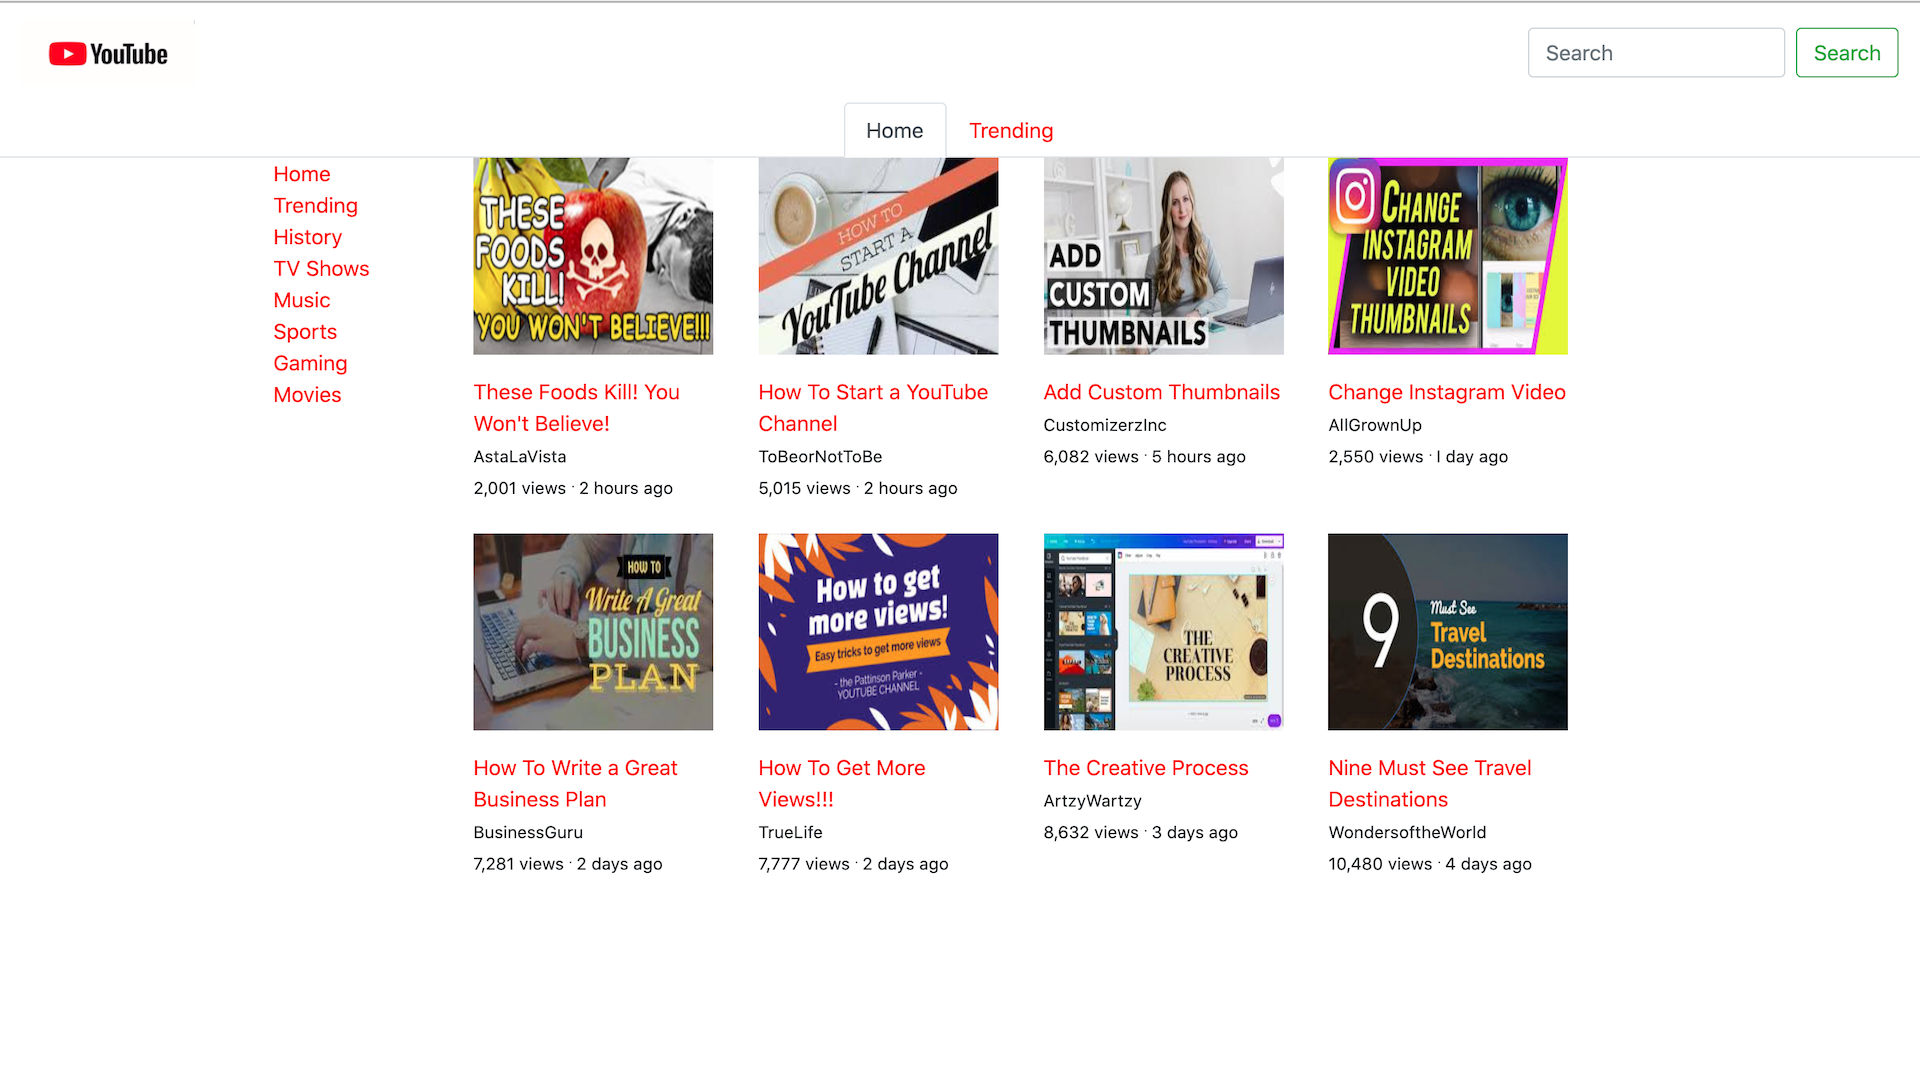 YouTube
Search
Search
Home
Trending
Home
Trending
History
TV Shows
Music
Sports
Gaming
Movies
THESE
FOODS
KILL!
YOU WON'T BELIEVE!!!
These Foods Kill! You
Won't Believe!
AstaLaVista
2,001 views · 2 hours ago
HOW TO
START A
YouTube Channel
How To Start a YouTube
Channel
ToBeorNotToBe
5,015 views · 2 hours ago
ADD
CUSTOM
THUMBNAILS
Add Custom Thumbnails
CustomizerzInc
6,082 views · 5 hours ago
CHANGE
INSTAGRAM
VIDEO
THUMBNAILS
Change Instagram Video
AllGrownUp
2,550 views · I day ago
HOW TO
Write A Great
BUSINESS
PLAN
How To Write a Great
Business Plan
BusinessGuru
7,281 views · 2 days ago
How to get
more views!
Easy tricks to get more views
- the Pattinson Parker -
YOUTUBE CHANNEL
How To Get More
Views!!!
TrueLife
7,777 views · 2 days ago
THE
CREATIVE
PROCESS
The Creative Process
ArtzyWartzy
8,632 views · 3 days ago
9
Must See
Travel
Destinations
Nine Must See Travel
Destinations
WondersoftheWorld
10,480 views · 4 days ago